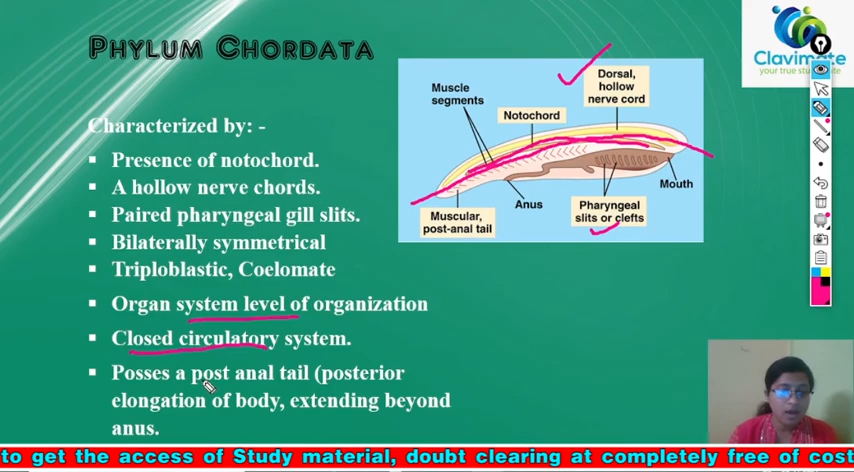 PHYLUM CHORDATA
Clavimate
your true stu
Characterized by: -
▪ Presence of notochord.
▪ A hollow nerve chords.
▪ Paired pharyngeal gill slits.
▪ Bilaterally symmetrical
▪ Triploblastic, Coelomate
▪ Organ system level of organization
▪ Closed circulatory system.
▪ Posses a post anal tail (posterior
elongation of body, extending beyond
anus.
Muscle
segments
Notochord
Dorsal,
hollow
nerve cord
Mouth
Anus
Pharyngeal
slits or clefts
Muscular,
post-anal tail
to get the access of Study material, doubt clearing at completely free of cost